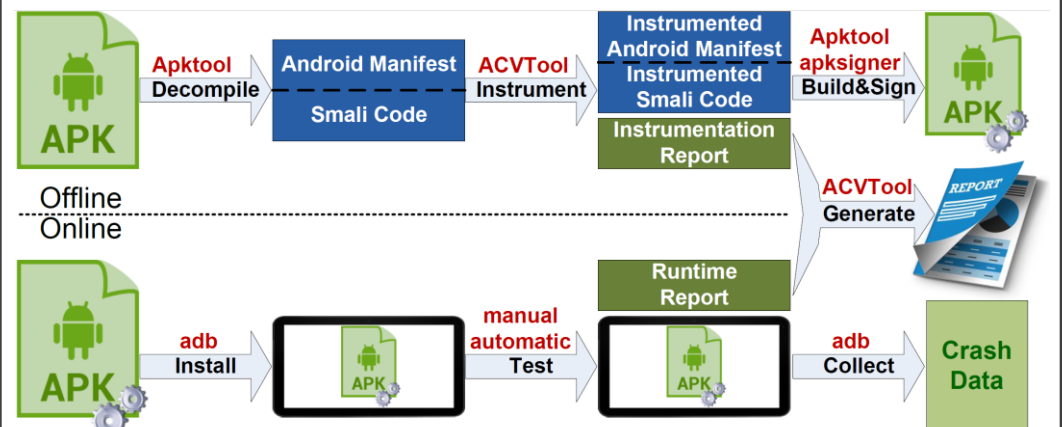 APK
Apktool
Decompile
Android Manifest
Smali Code
ACVTool
Instrument
Instrumented
Android Manifest
Instrumented
Smali Code
Instrumentation
Report
Apktool
apksigner
Build&Sign
APK
Offline
Online
ACVTool
Generate
REPORT
APK
adb
Install
APK
manual
automatic
Test
Runtime
Report
APK
adb
Collect
Crash
Data